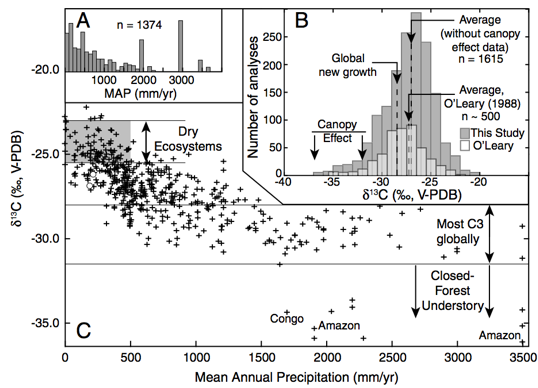 A
n = 1374
0
1000
2000
3000
MAP (mm/yr)
B
Number of analyses
250
200
150
100
50
0
-40
-30
-20
δ13C (‰, V-PDB)
Global
new growth
Canopy
Effect
Average
(without canopy
effect data)
n = 1615
Average,
O'Leary (1988)
n ~ 500
This Study
O'Leary
C
δ13C (‰, V-PDB)
-20.0
-25.0
-30.0
-35.0
Dry
Ecosystems
Most C3
globally
Closed-
Forest
Understory
Congo
Amazon
Amazon
0
500
1000
1500
2000
2500
3000
3500
Mean Annual Precipitation (mm/yr)